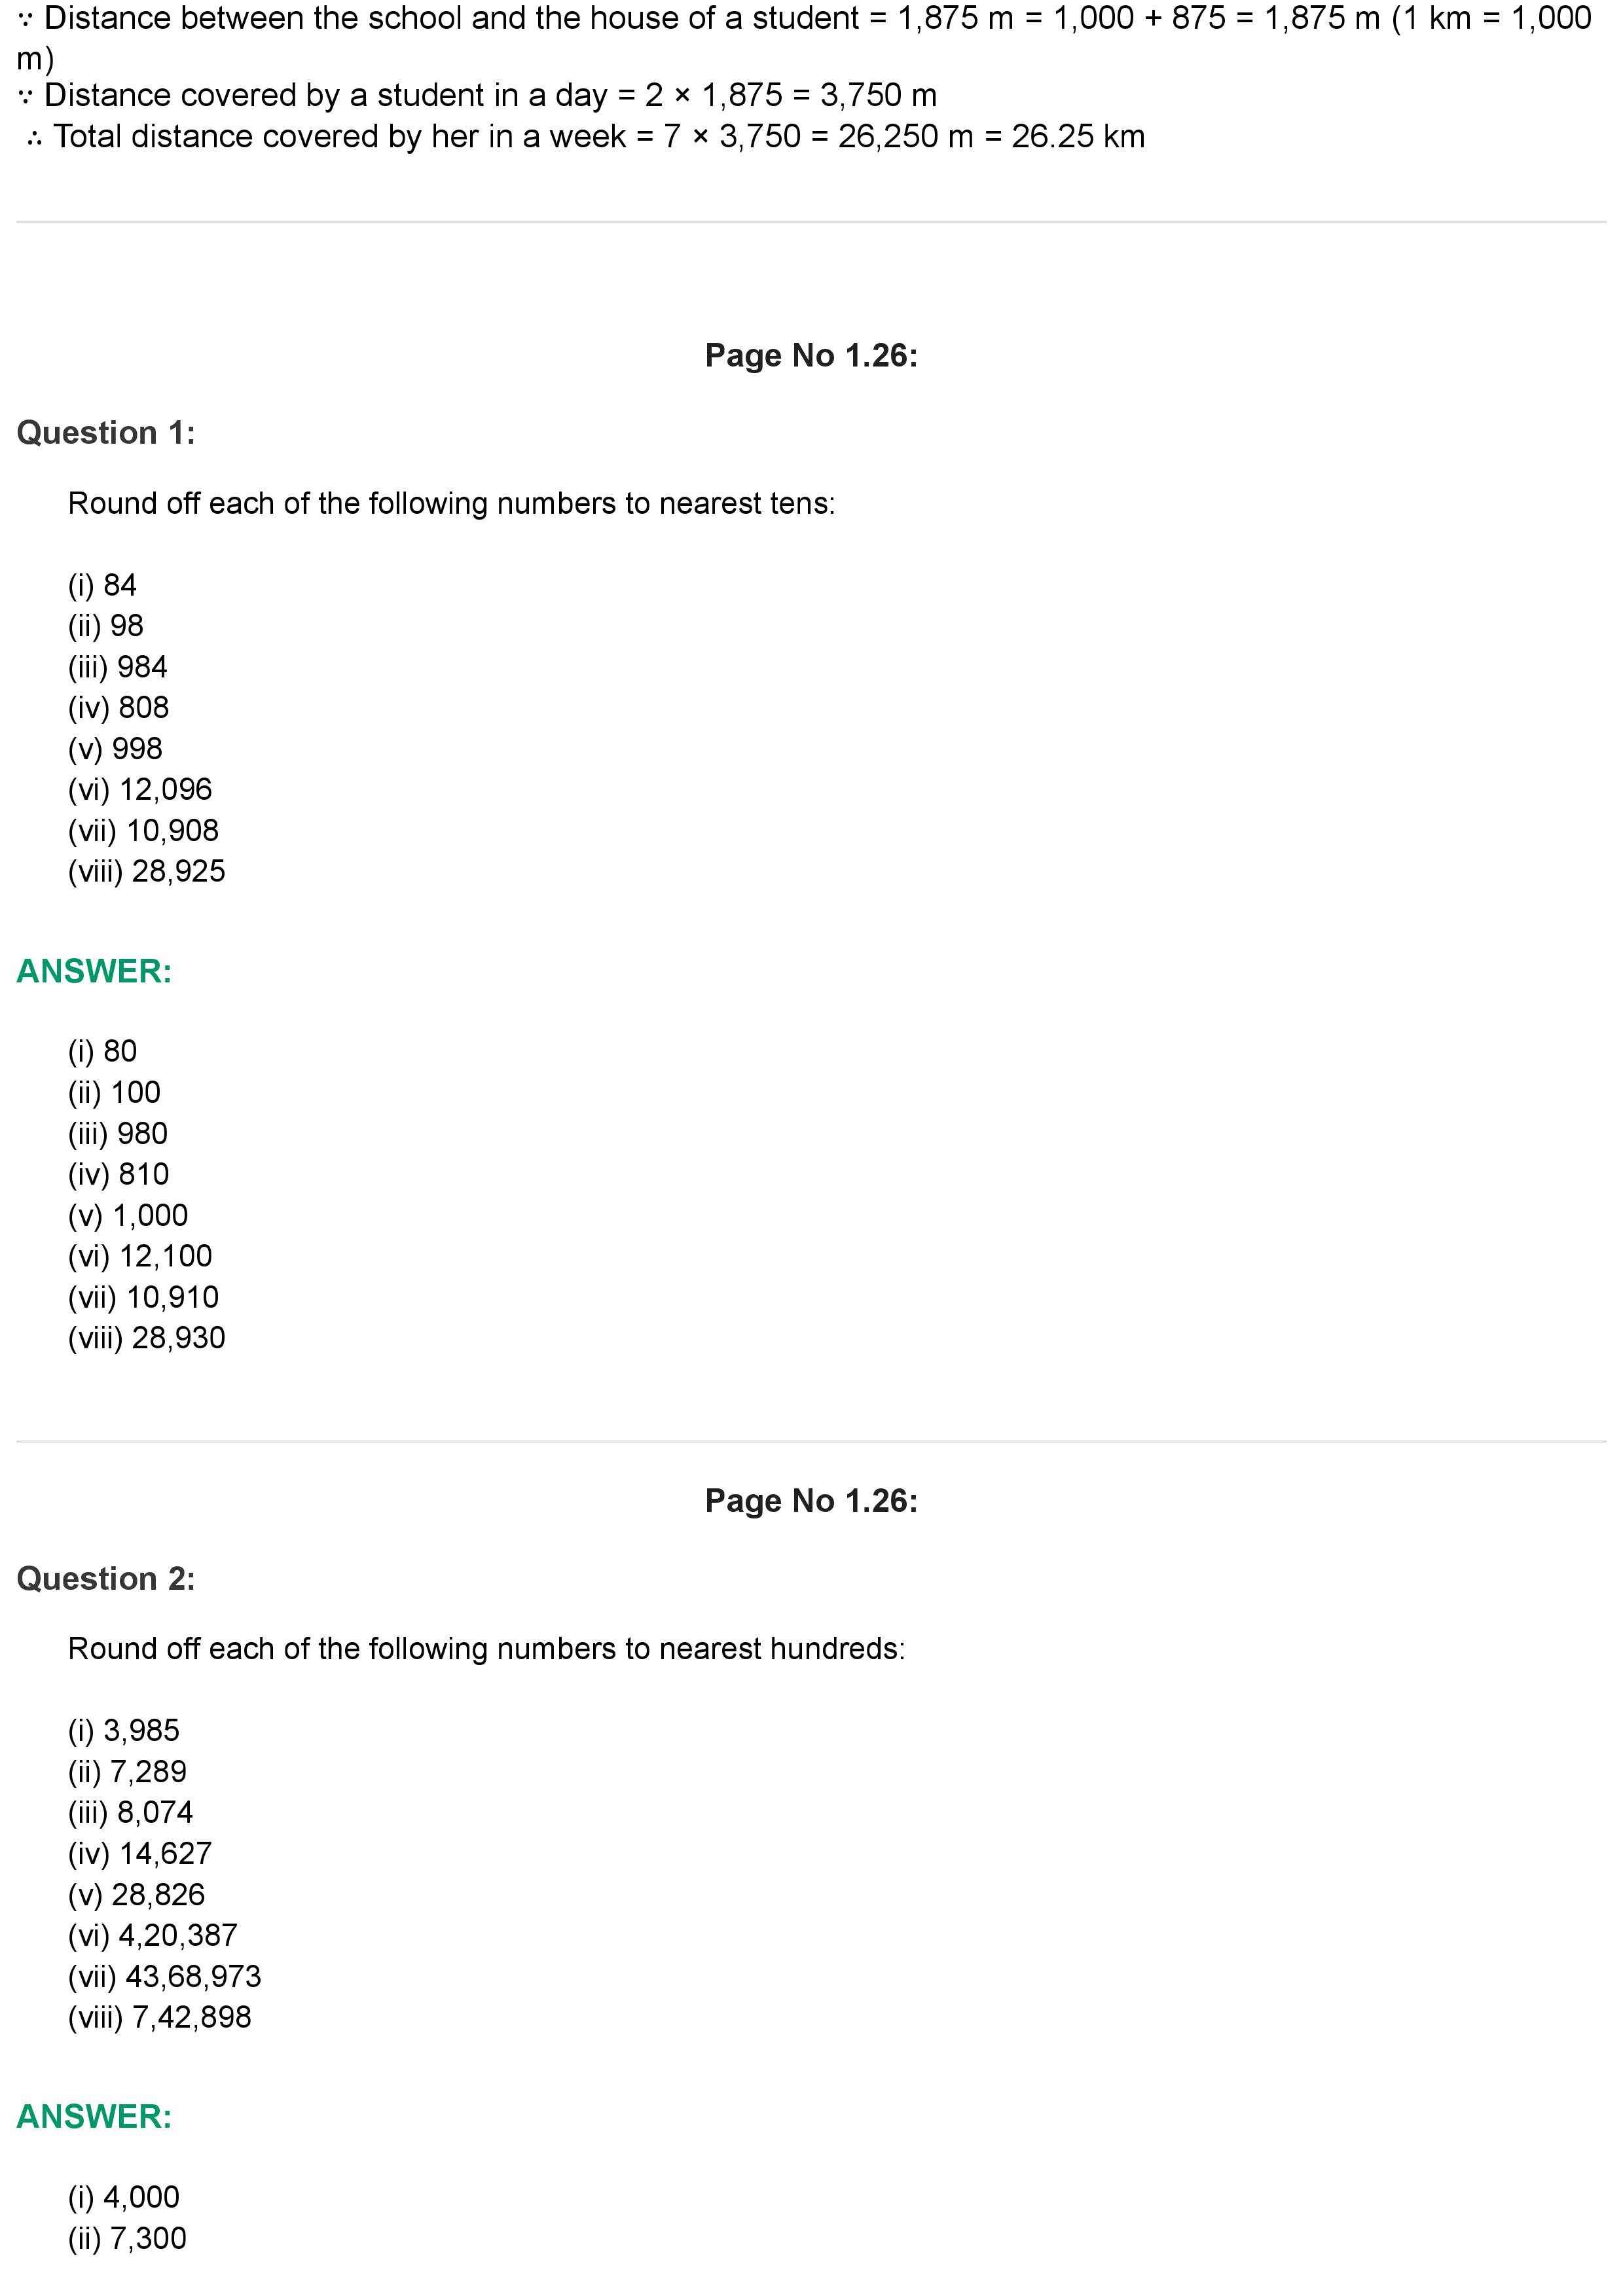 ∵ Distance between the school and the house of a student = 1,875 m = 1,000 + 875 = 1,875 m (1 km = 1,000
m)
∵ Distance covered by a student in a day = 2 × 1,875 = 3,750 m
∴ Total distance covered by her in a week = 7 × 3,750 = 26,250 m = 26.25 km
Page No 1.26:
Question 1:
Round off each of the following numbers to nearest tens:
(i) 84
(ii) 98
(iii) 984
(iv) 808
(v) 998
(vi) 12,096
(vii) 10,908
(viii) 28,925
ANSWER:
(i) 80
(ii) 100
(iii) 980
(iv) 810
(v) 1,000
(vi) 12,100
(vii) 10,910
(viii) 28,930
Page No 1.26:
Question 2:
Round off each of the following numbers to nearest hundreds:
(i) 3,985
(ii) 7,289
(iii) 8,074
(iv) 14,627
(v) 28,826
(vi) 4,20,387
(vii) 43,68,973
(viii) 7,42,898
ANSWER:
(i) 4,000
(ii) 7,300